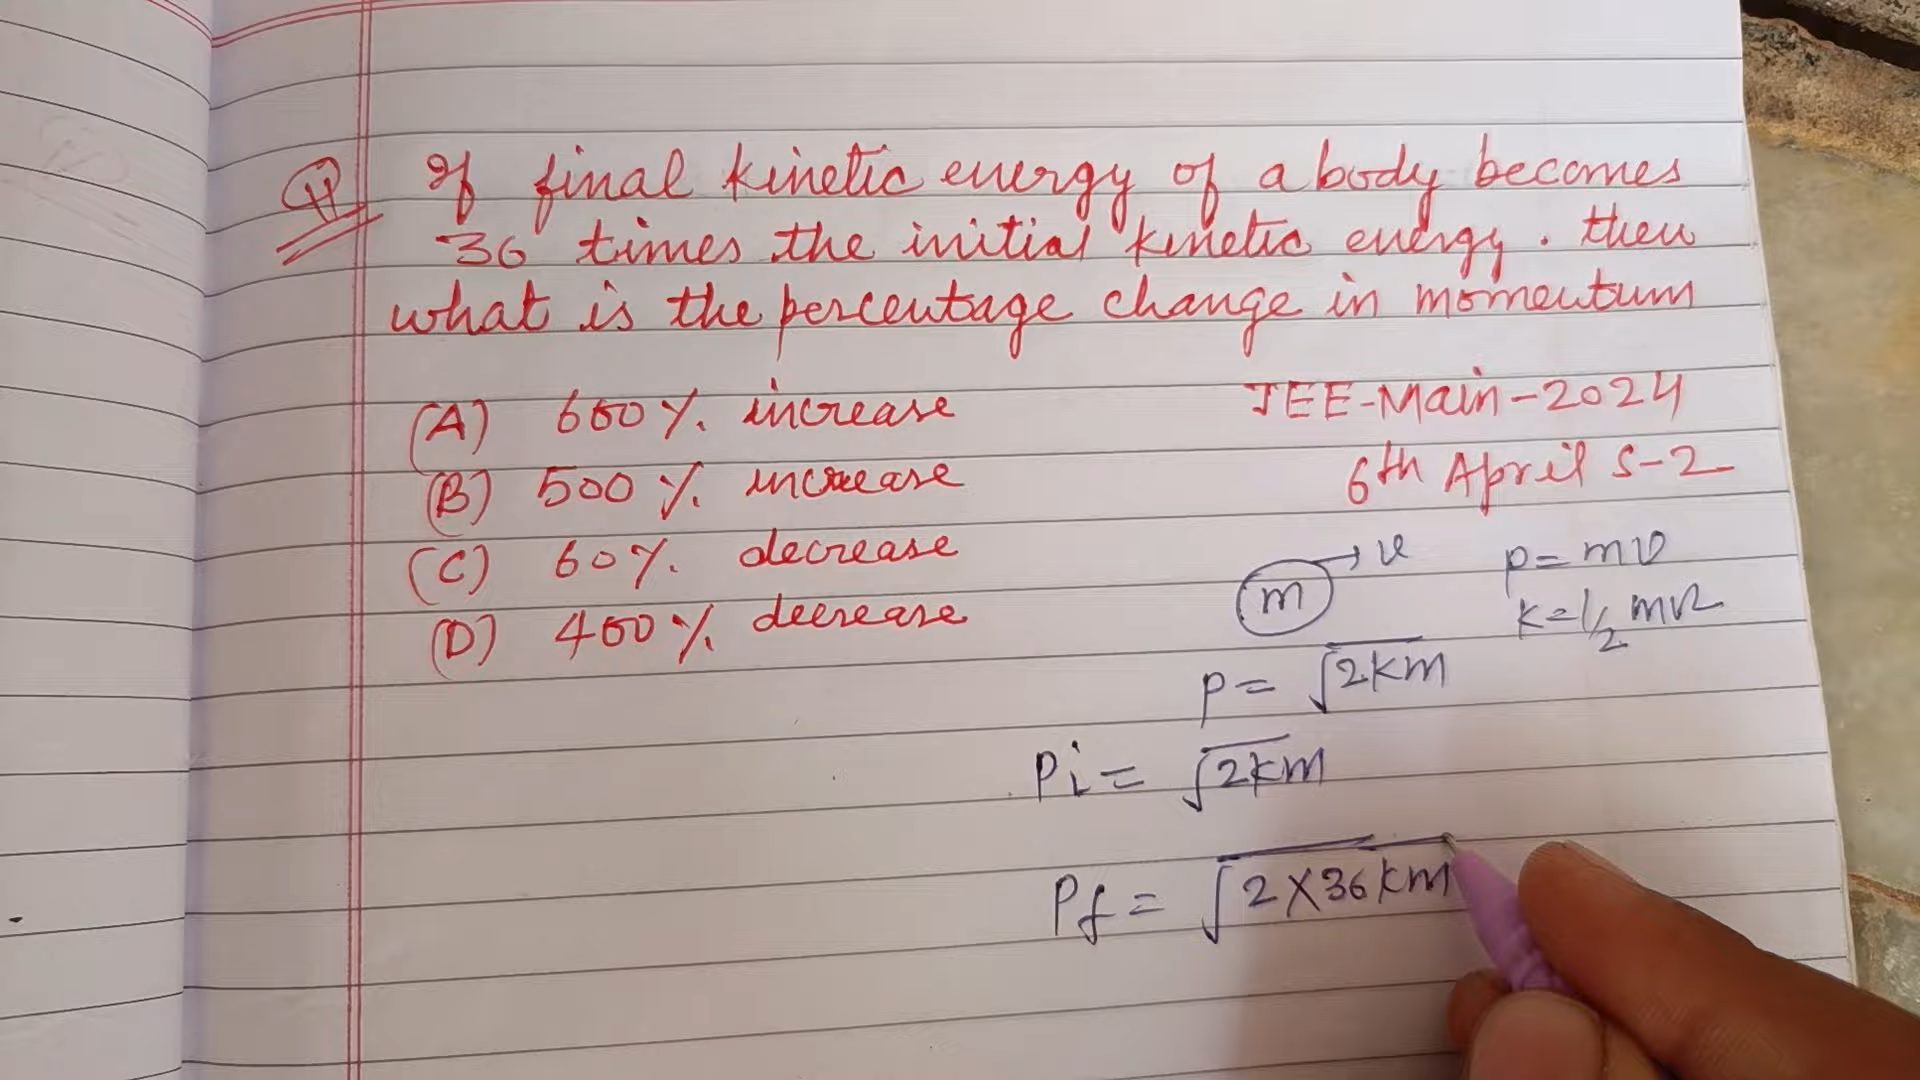 Q If final kinetic energy of a body becomes
36 times the initial kinetic energy. then
what is the percentage change in momentum
(A) 600 %. increase
(B) 500 %. increase
(C) 60 %. decrease
(D) 400 %. decrease
JEE-Main-2024
6th April S-2
m → v
p = mv
K = 1/2 mv2
p = √2km
Pi = √2km
Pf = √2X36km